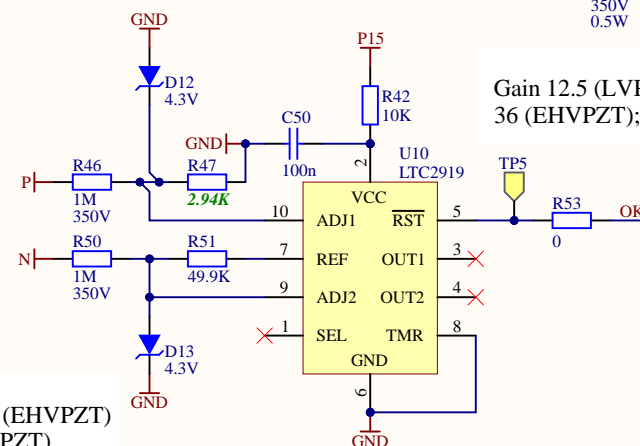 350V
0.5W
GND
P15
D12
4.3V
R42
10K
Gain 12.5 (LVP
36 (EHVPZT);
C50
100n
GND
U10
LTC2919
TP5
R46
1M
350V
P
R47
2.94K
2
VCC
10
ADJ1
RST
5
R53
0
OK
N
R50
1M
350V
R51
49.9K
7
REF
OUT1
3
9
ADJ2
OUT2
4
1
SEL
TMR
8
GND
6
D13
4.3V
GND
GND
(EHVPZT)
PZT)